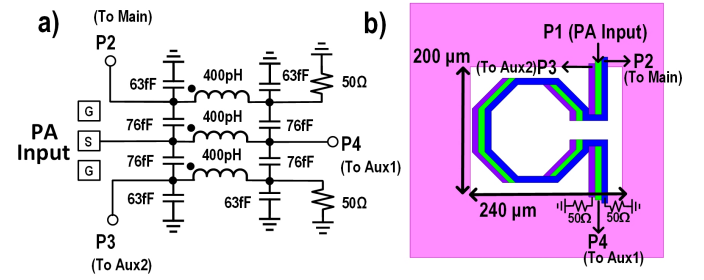 a)
(To Main)
P2
400pH
63fF
63fF
50Ω
G
76fF
76fF
400pH
PA
Input
S
P4
(To Aux1)
76fF
76fF
400pH
G
63fF
63fF
50Ω
P3
(To Aux2)
b)
P1 (PA Input)
200 µm
(To Aux2)P3
P2
(To Main)
240 µm
50Ω
50Ω
P4
(To Aux1)